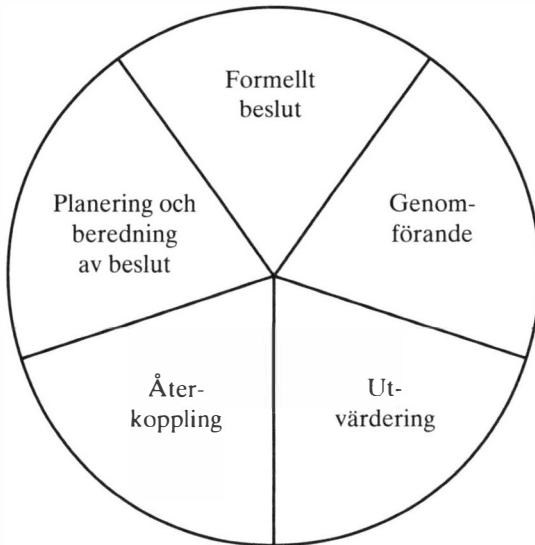 Formellt
beslut
Planering och
beredning
av beslut
Genom-
förande
Åter-
koppling
Ut-
värdering